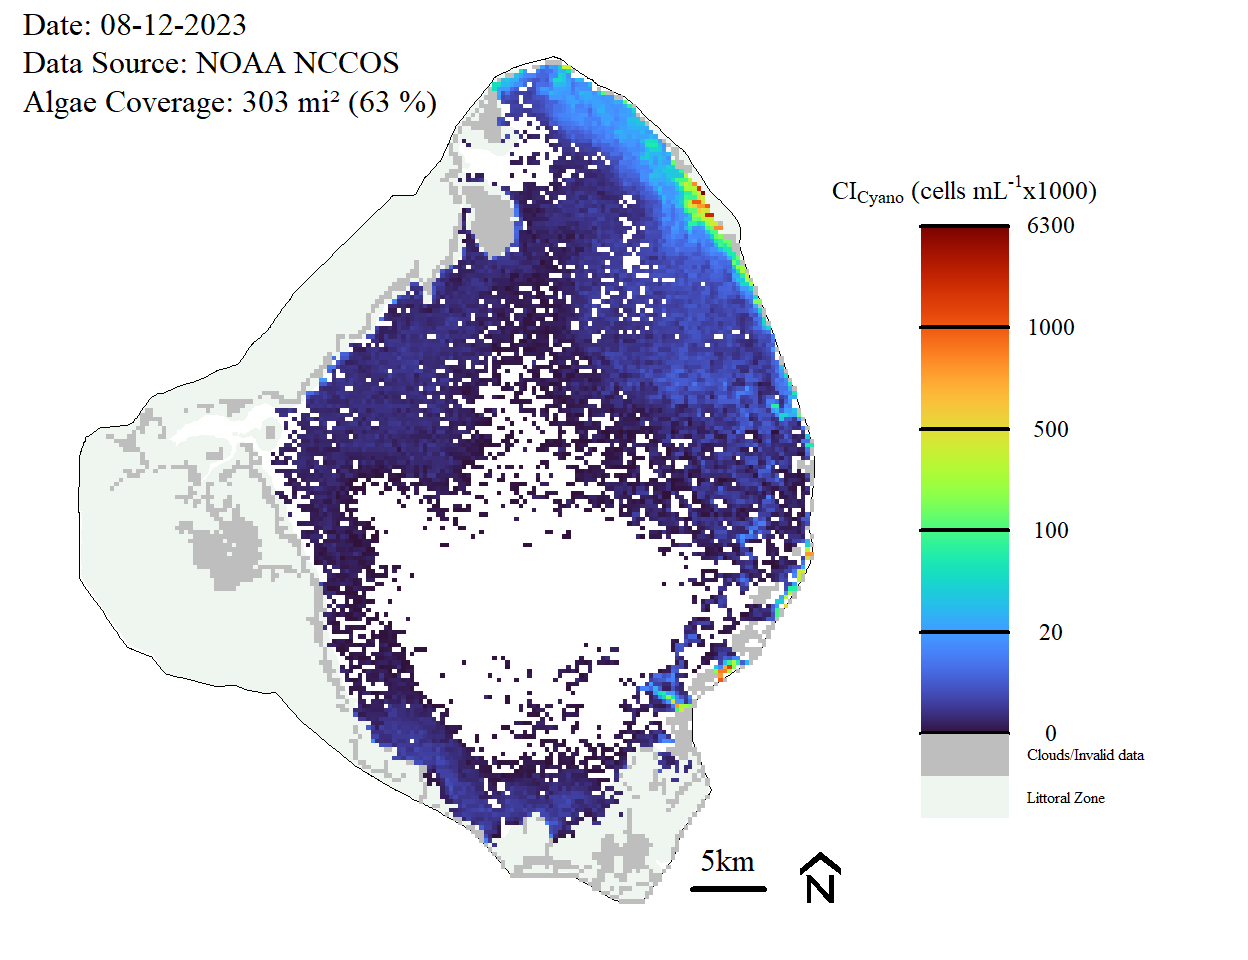 Date: 08-12-2023
Data Source: NOAA NCCOS
Algae Coverage: 303 mi² (63 %)
CICyano (cells mL-1x1000)
6300
1000
500
100
20
0
Clouds/Invalid data
Littoral Zone
5km
N